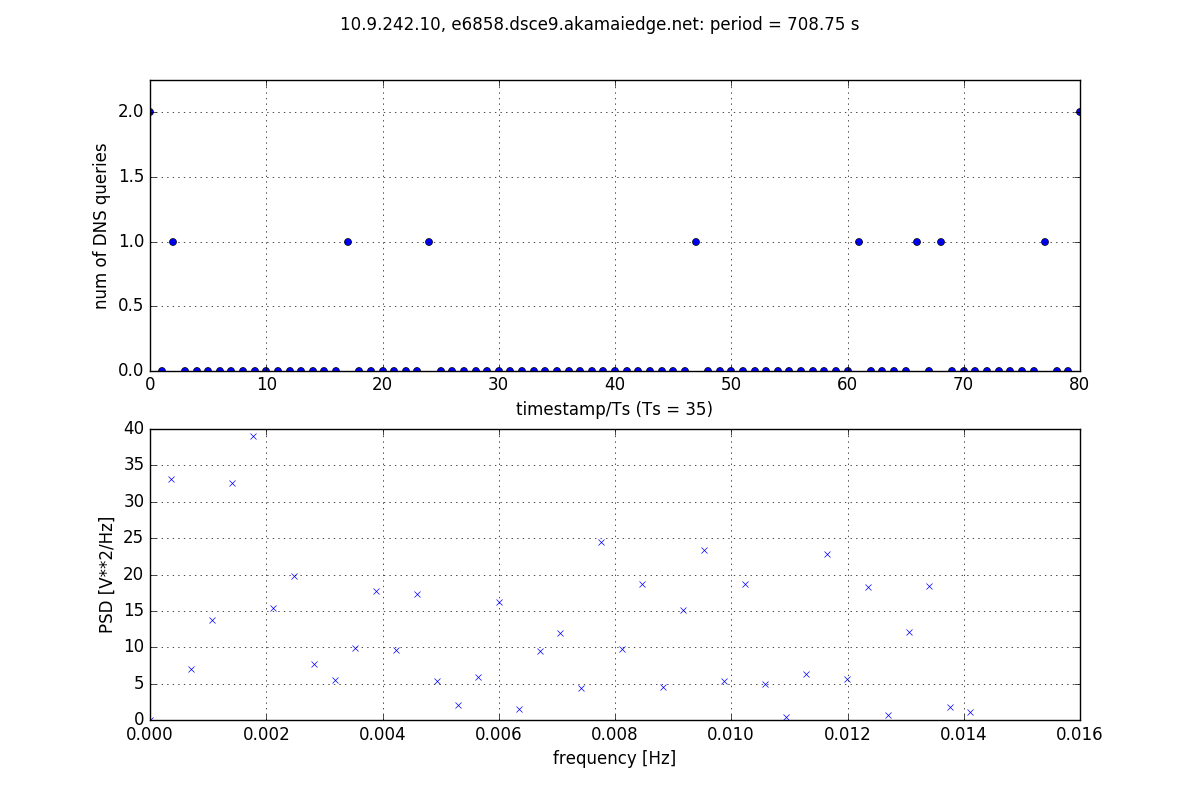 10.9.242.10, e6858.dsce9.akamaiedge.net: period = 708.75 s
2.0
1.5
1.0
0.5
0.0
num of DNS queries
0 10 20 30 40 50 60 70 80
timestamp/Ts (Ts = 35)
40
35
30
25
20
15
10
5
0
PSD [V**2/Hz]
0.000 0.002 0.004 0.006 0.008 0.010 0.012 0.014 0.016
frequency [Hz]